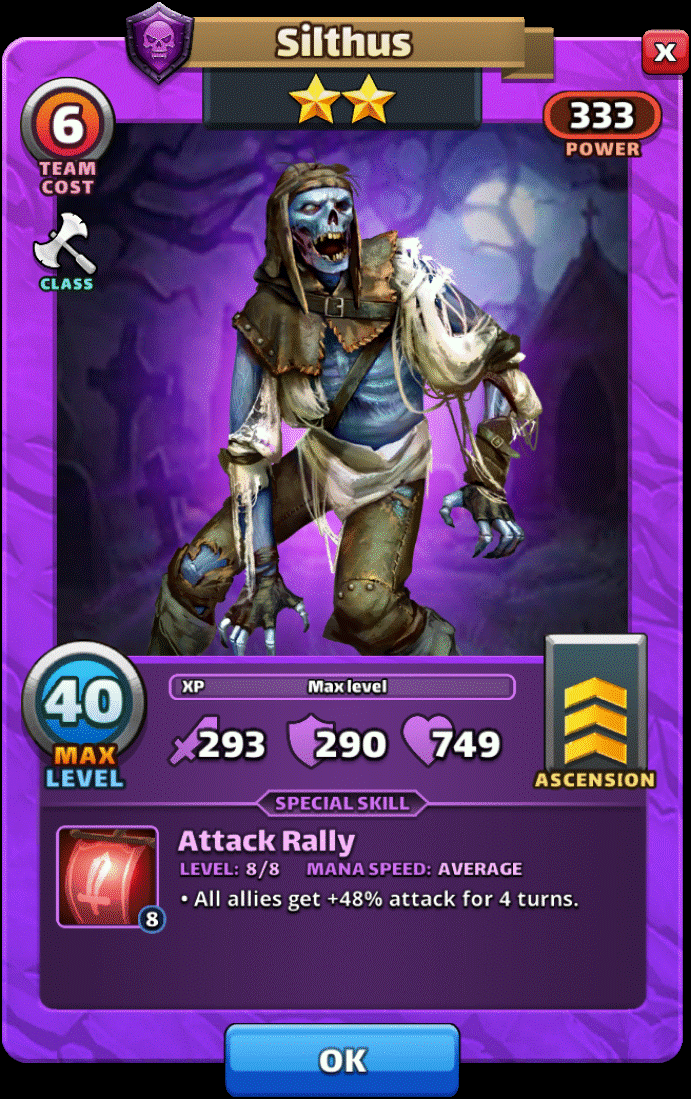 Silthus
X
6
TEAM
COST
333
POWER
CLASS
40
MAX
LEVEL
XP Max level
293 290 749
ASCENSION
SPECIAL SKILL
Attack Rally
LEVEL: 8/8 MANA SPEED: AVERAGE
• All allies get +48% attack for 4 turns.
8
OK